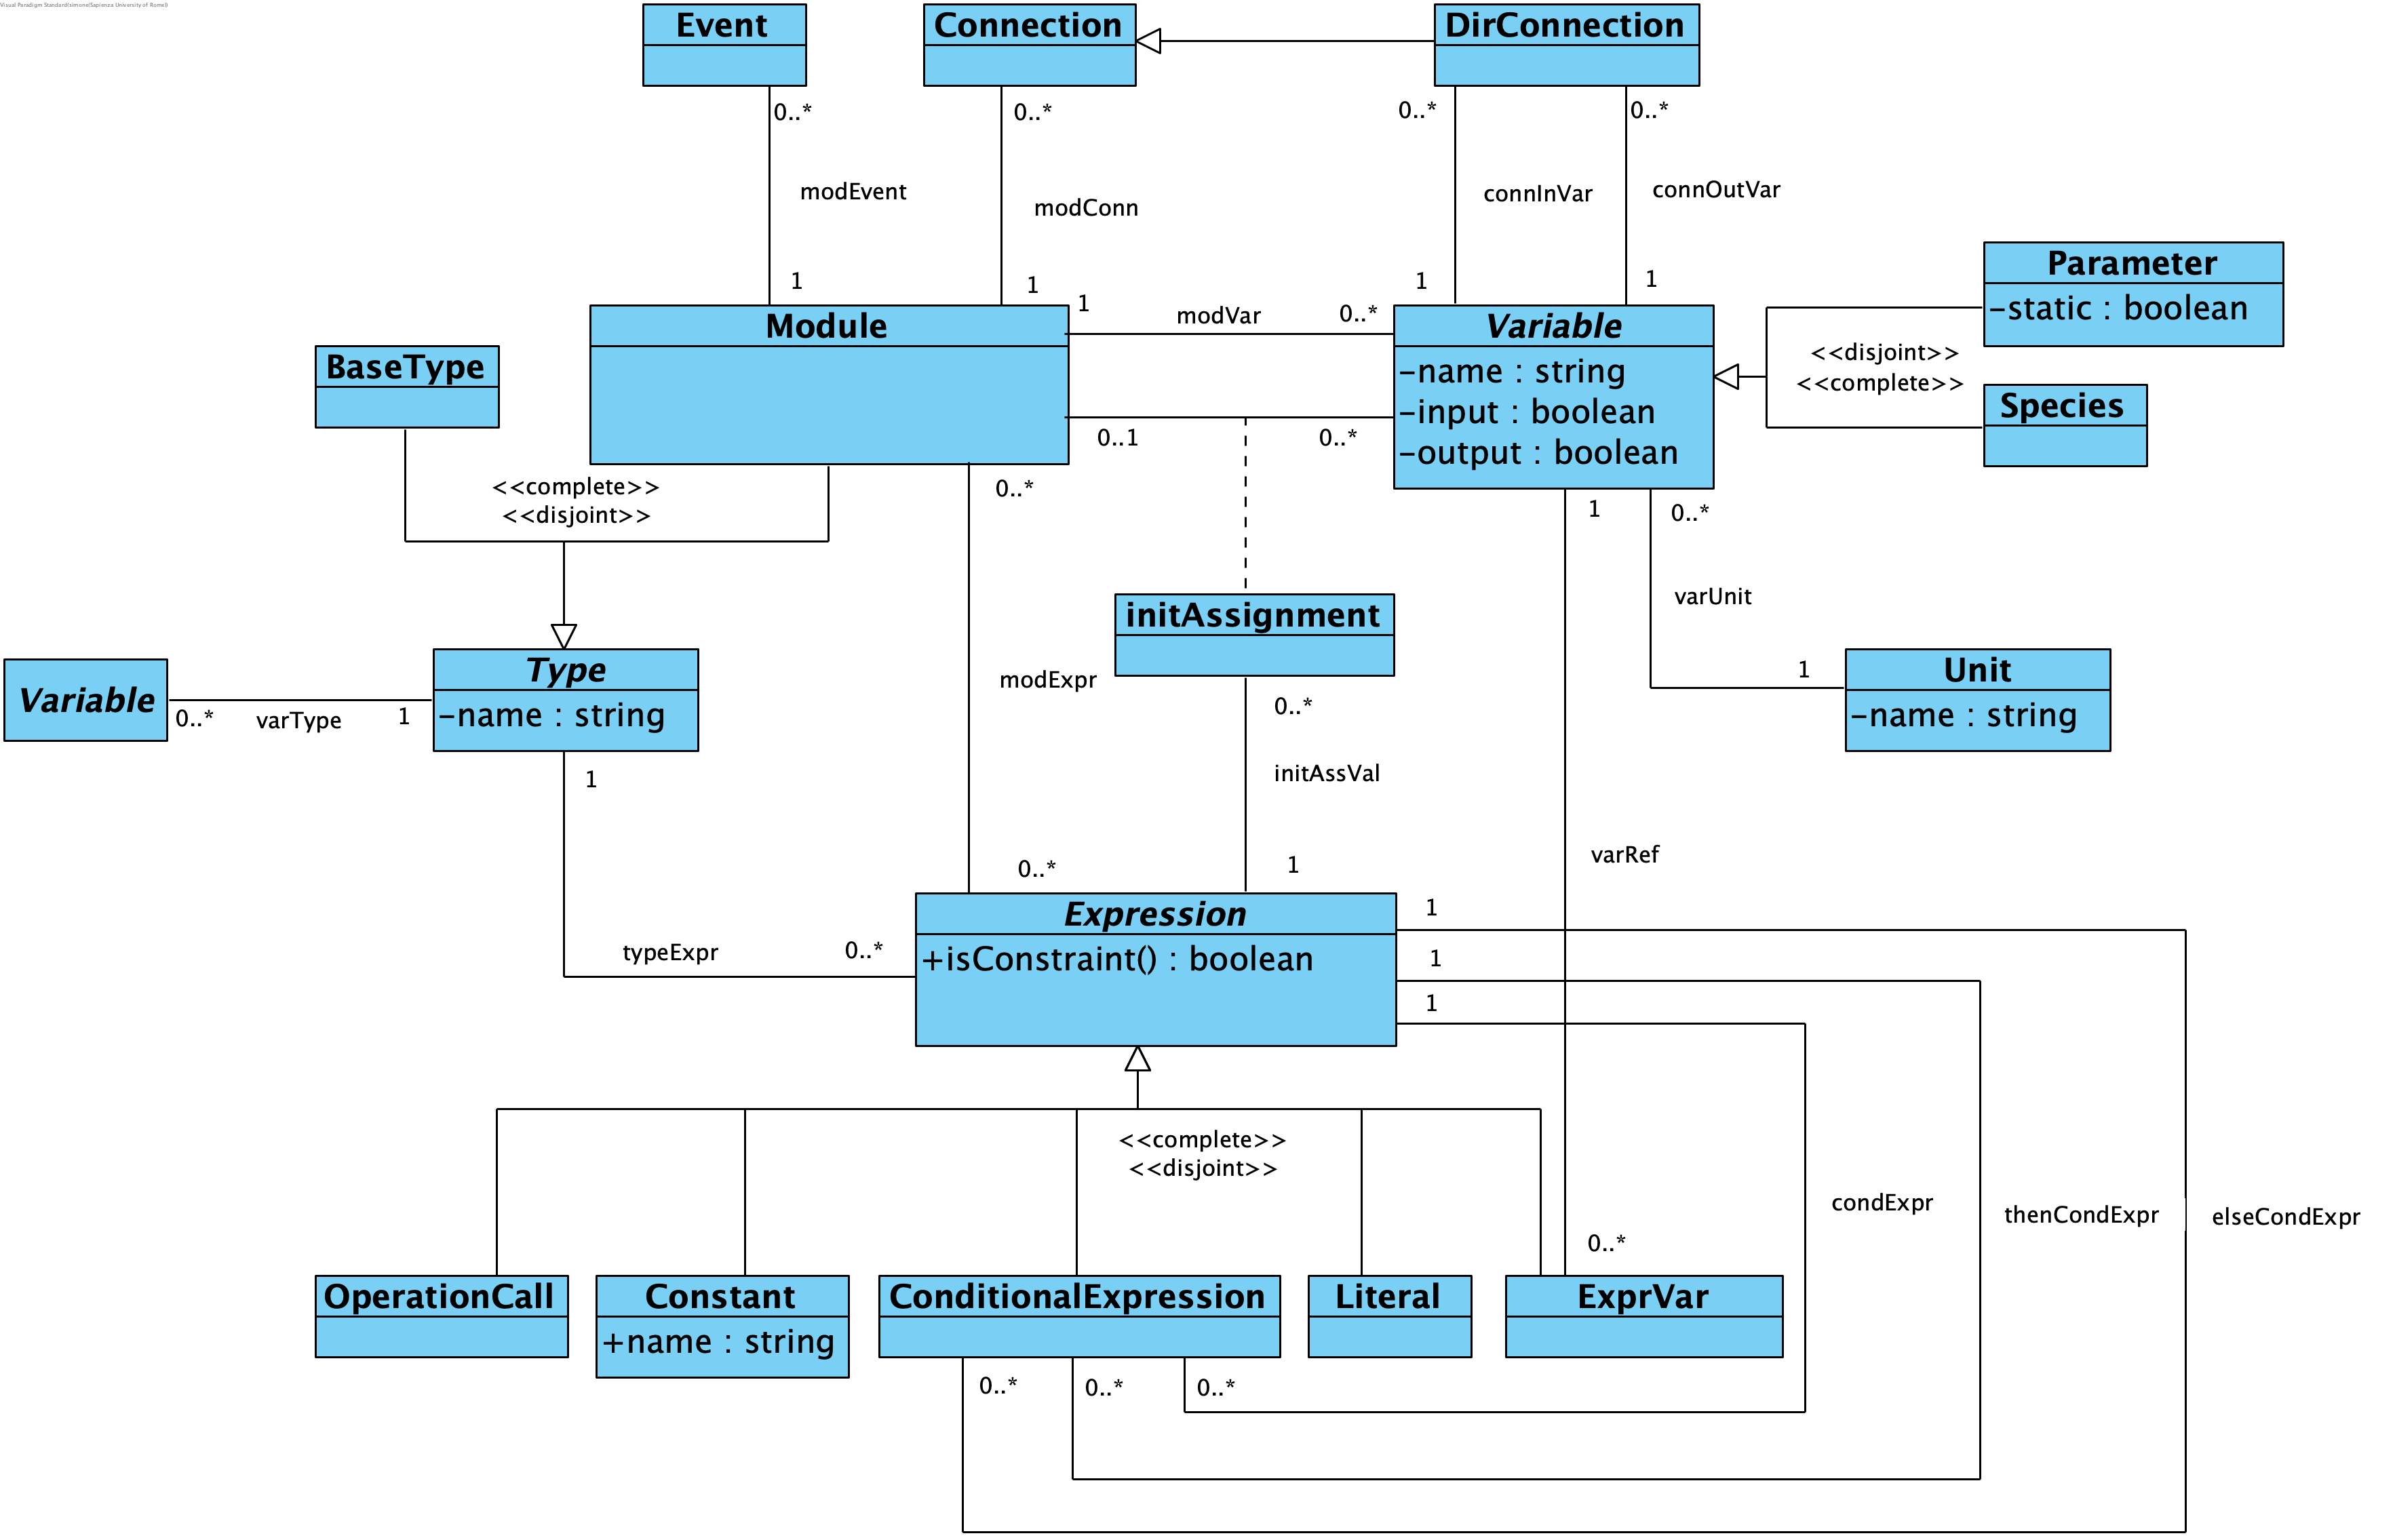 Visual Paradigm Standard(simone(Sapienza University of Rome))
Event
Connection
DirConnection
0..*
0..*
0..*
0..*
modEvent
modConn
connInVar
connOutVar
1
1
1
1
1
modVar
0..*
Module
Variable
-name : string
-input : boolean
-output : boolean
Parameter
-static : boolean
<<disjoint>>
<<complete>>
Species
BaseType
0..1
0..*
<<complete>>
<<disjoint>>
0..*
1
0..*
varUnit
initAssignment
Variable
0..*
varType
1
Type
-name : string
modExpr
0..*
1
Unit
-name : string
1
initAssVal
varRef
0..*
1
typeExpr
0..*
Expression
+isConstraint() : boolean
1
1
1
<<complete>>
<<disjoint>>
condExpr
thenCondExpr
elseCondExpr
0..*
OperationCall
Constant
+name : string
ConditionalExpression
Literal
ExprVar
0..*
0..*
0..*